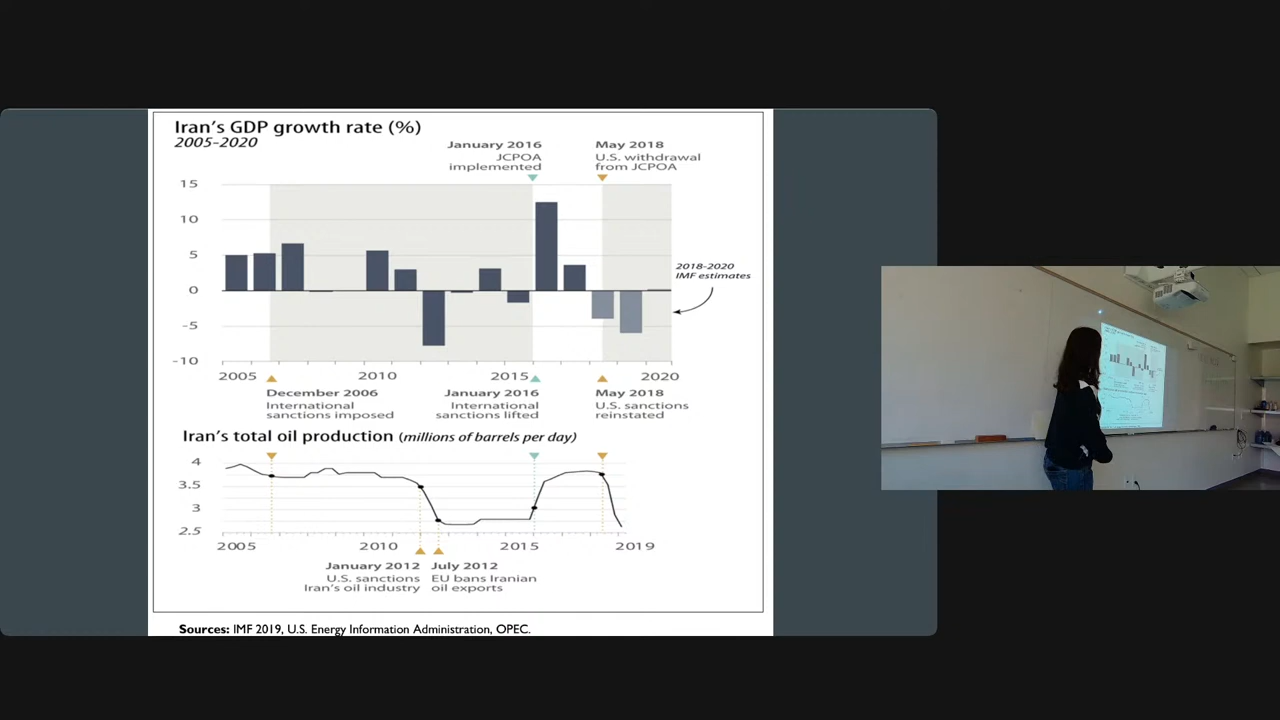 Iran's GDP growth rate (%)
2005-2020
January 2016
JCPOA
implemented
May 2018
U.S. withdrawal
from JCPOA
15
10
5
0
-5
-10
2018-2020
IMF estimates
2005
2010
2015
2020
December 2006
International
sanctions imposed
January 2016
International
sanctions lifted
May 2018
U.S. sanctions
reinstated
Iran's total oil production (millions of barrels per day)
4
3.5
3
2.5
2005
2010
2015
2019
January 2012
U.S. sanctions
Iran's oil industry
July 2012
EU bans Iranian
oil exports
Sources: IMF 2019, U.S. Energy Information Administration, OPEC.